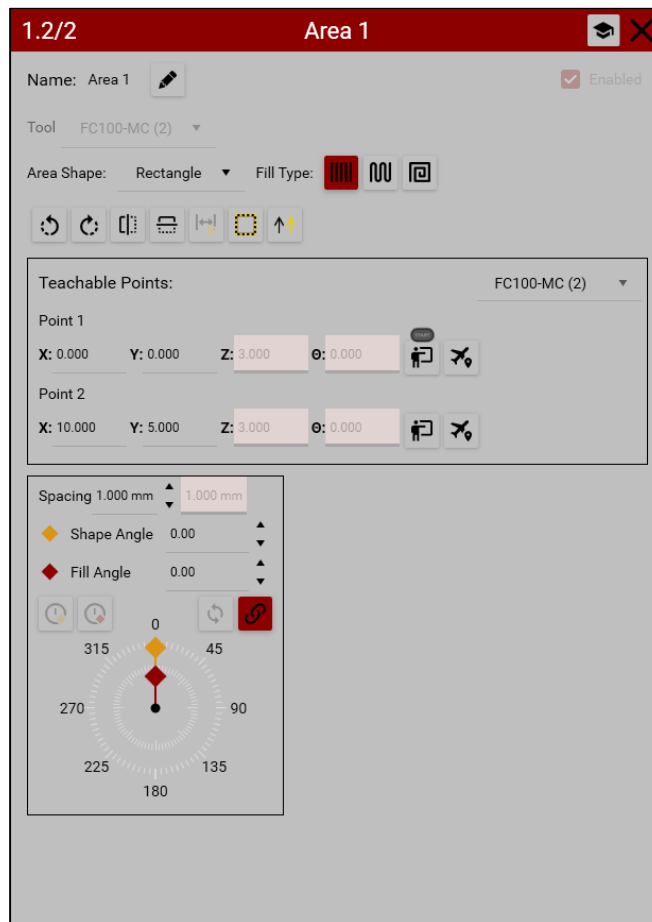 1.2/2 Area 1
Name: Area 1 Enabled
Tool FC100-MC (2)
Area Shape: Rectangle Fill Type:
Teachable Points: FC100-MC (2)
Point 1
START
X: 0.000 Y: 0.000 Z: 3.000 Θ: 0.000
Point 2
X: 10.000 Y: 5.000 Z: 3.000 Θ: 0.000
Spacing 1.000 mm 1.000 mm
Shape Angle 0.00
Fill Angle 0.00
0
315 45
270 90
225 135
180